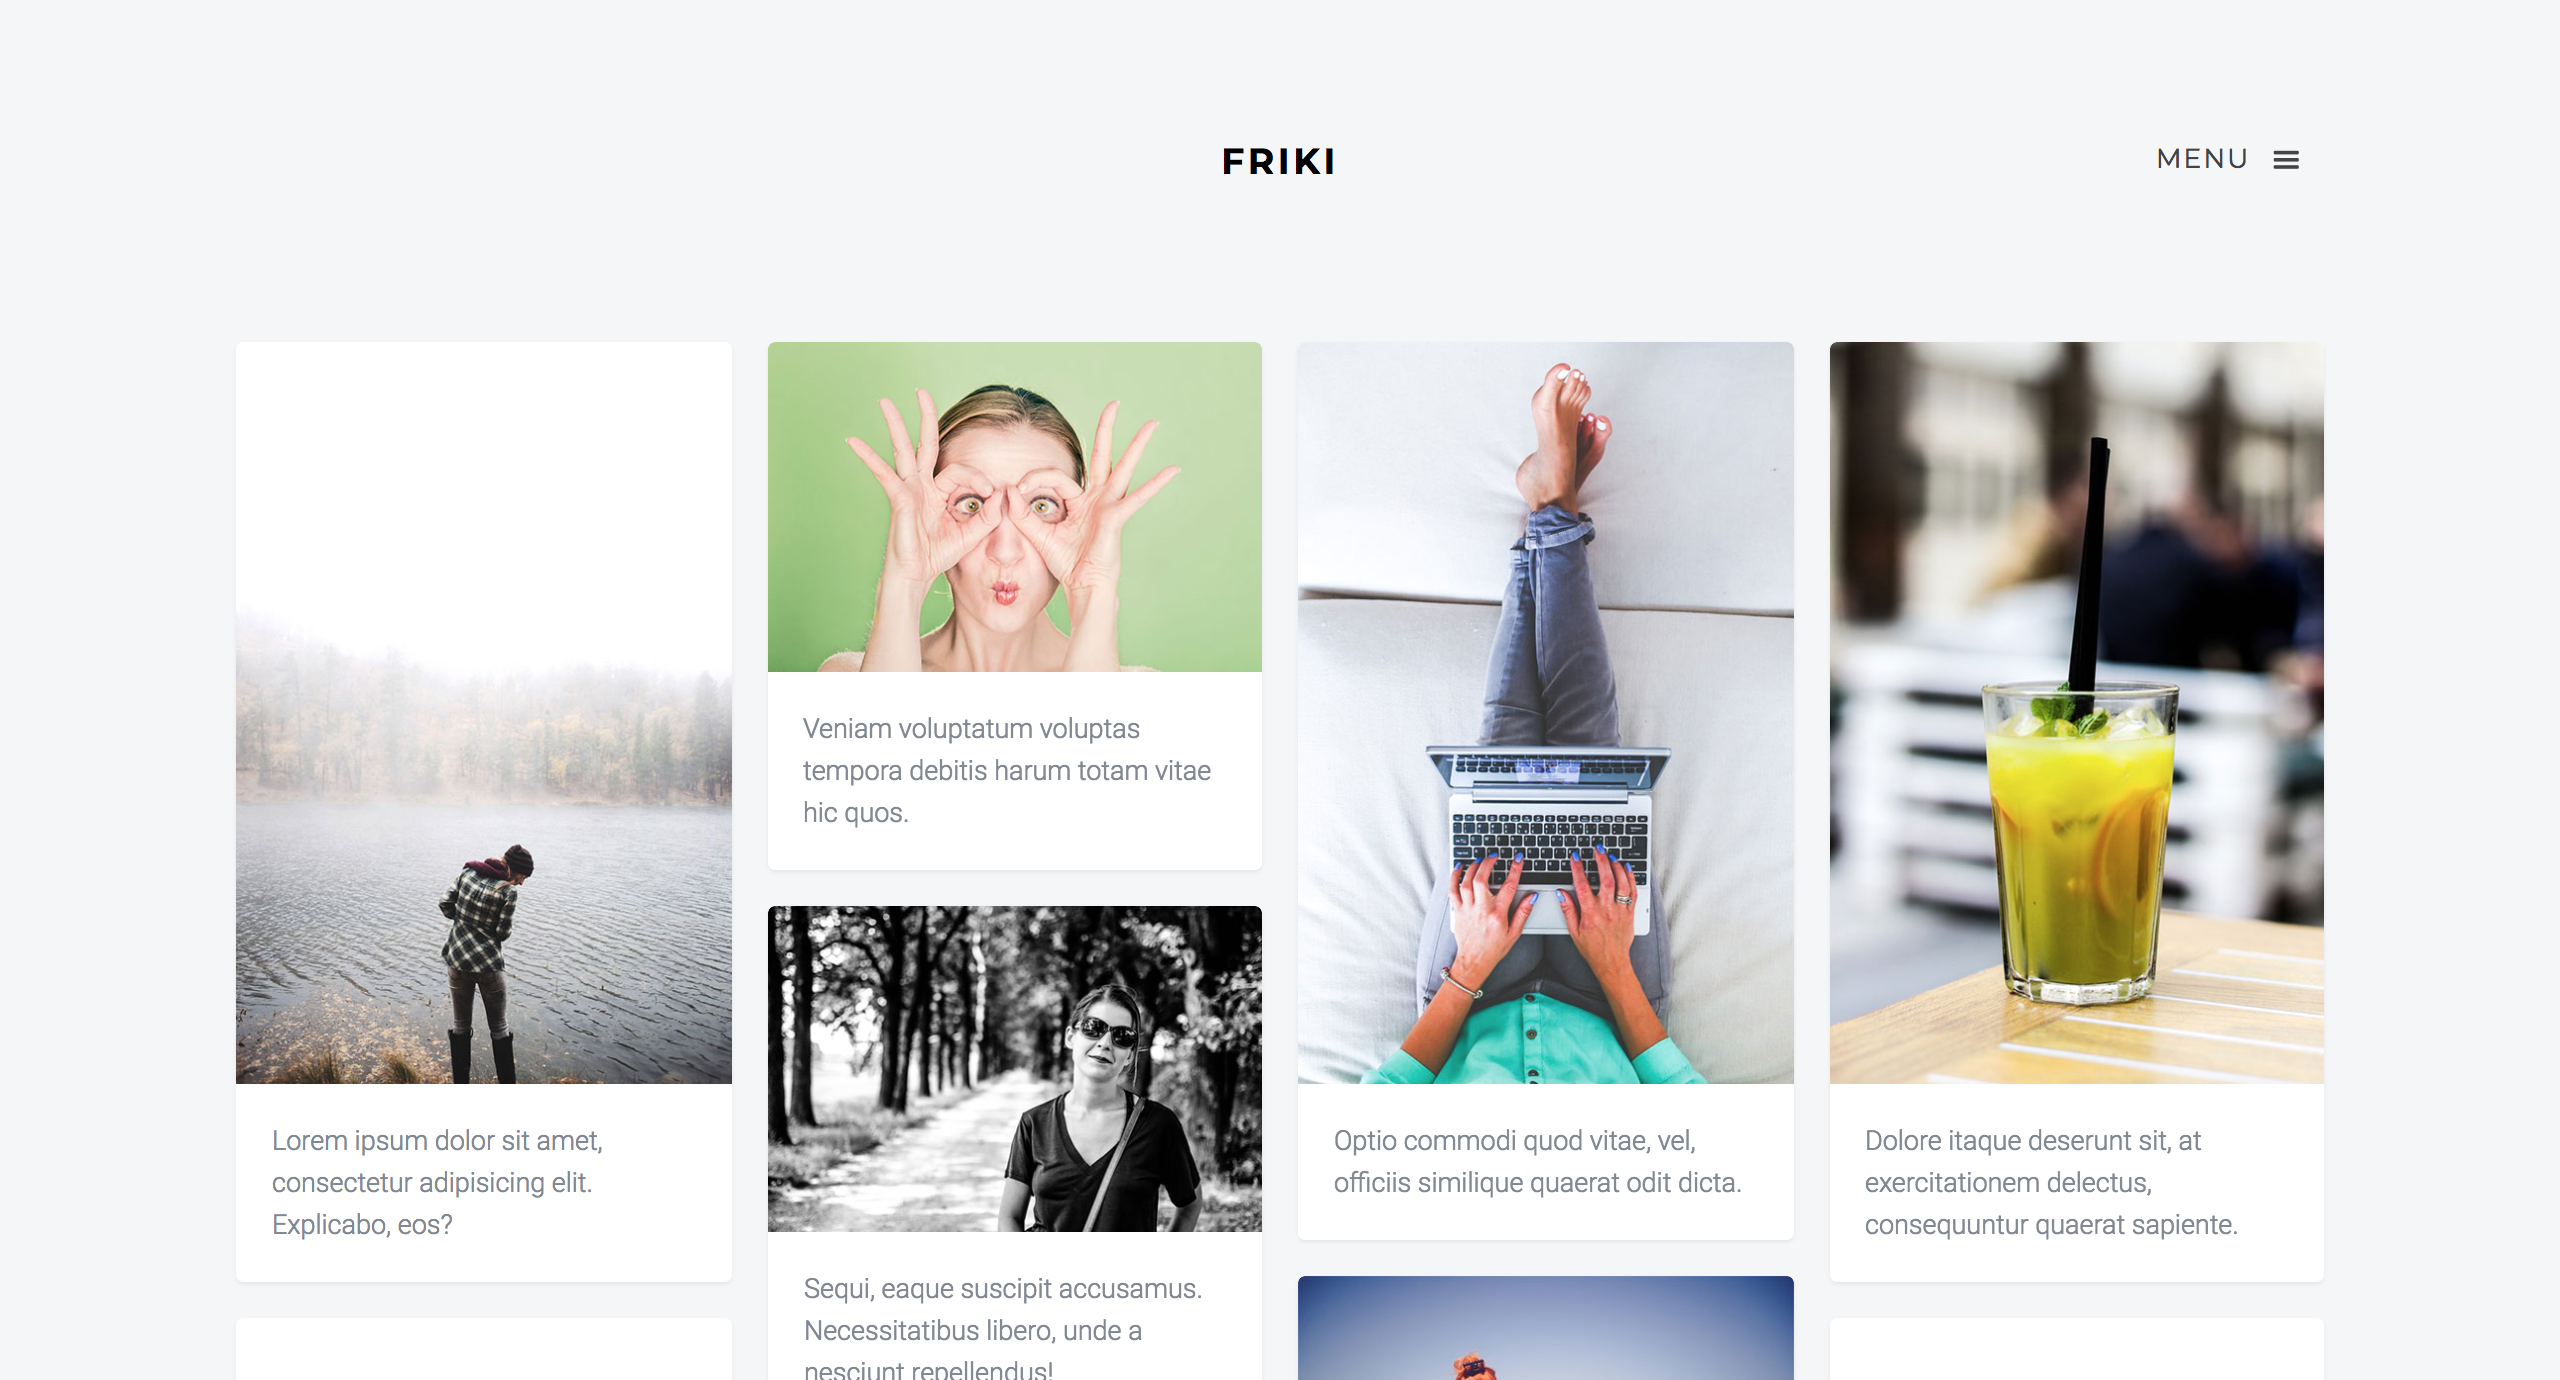 FRIKI
MENU
Lorem ipsum dolor sit amet,
consectetur adipisicing elit.
Explicabo, eos?
Veniam voluptatum voluptas
tempora debitis harum totam vitae
hic quos.
Sequi, eaque suscipit accusamus.
Necessitatibus libero, unde a
nesciunt repellendus!
Optio commodi quod vitae, vel,
officiis similique quaerat odit dicta.
Dolore itaque deserunt sit, at
exercitationem delectus,
consequuntur quaerat sapiente.